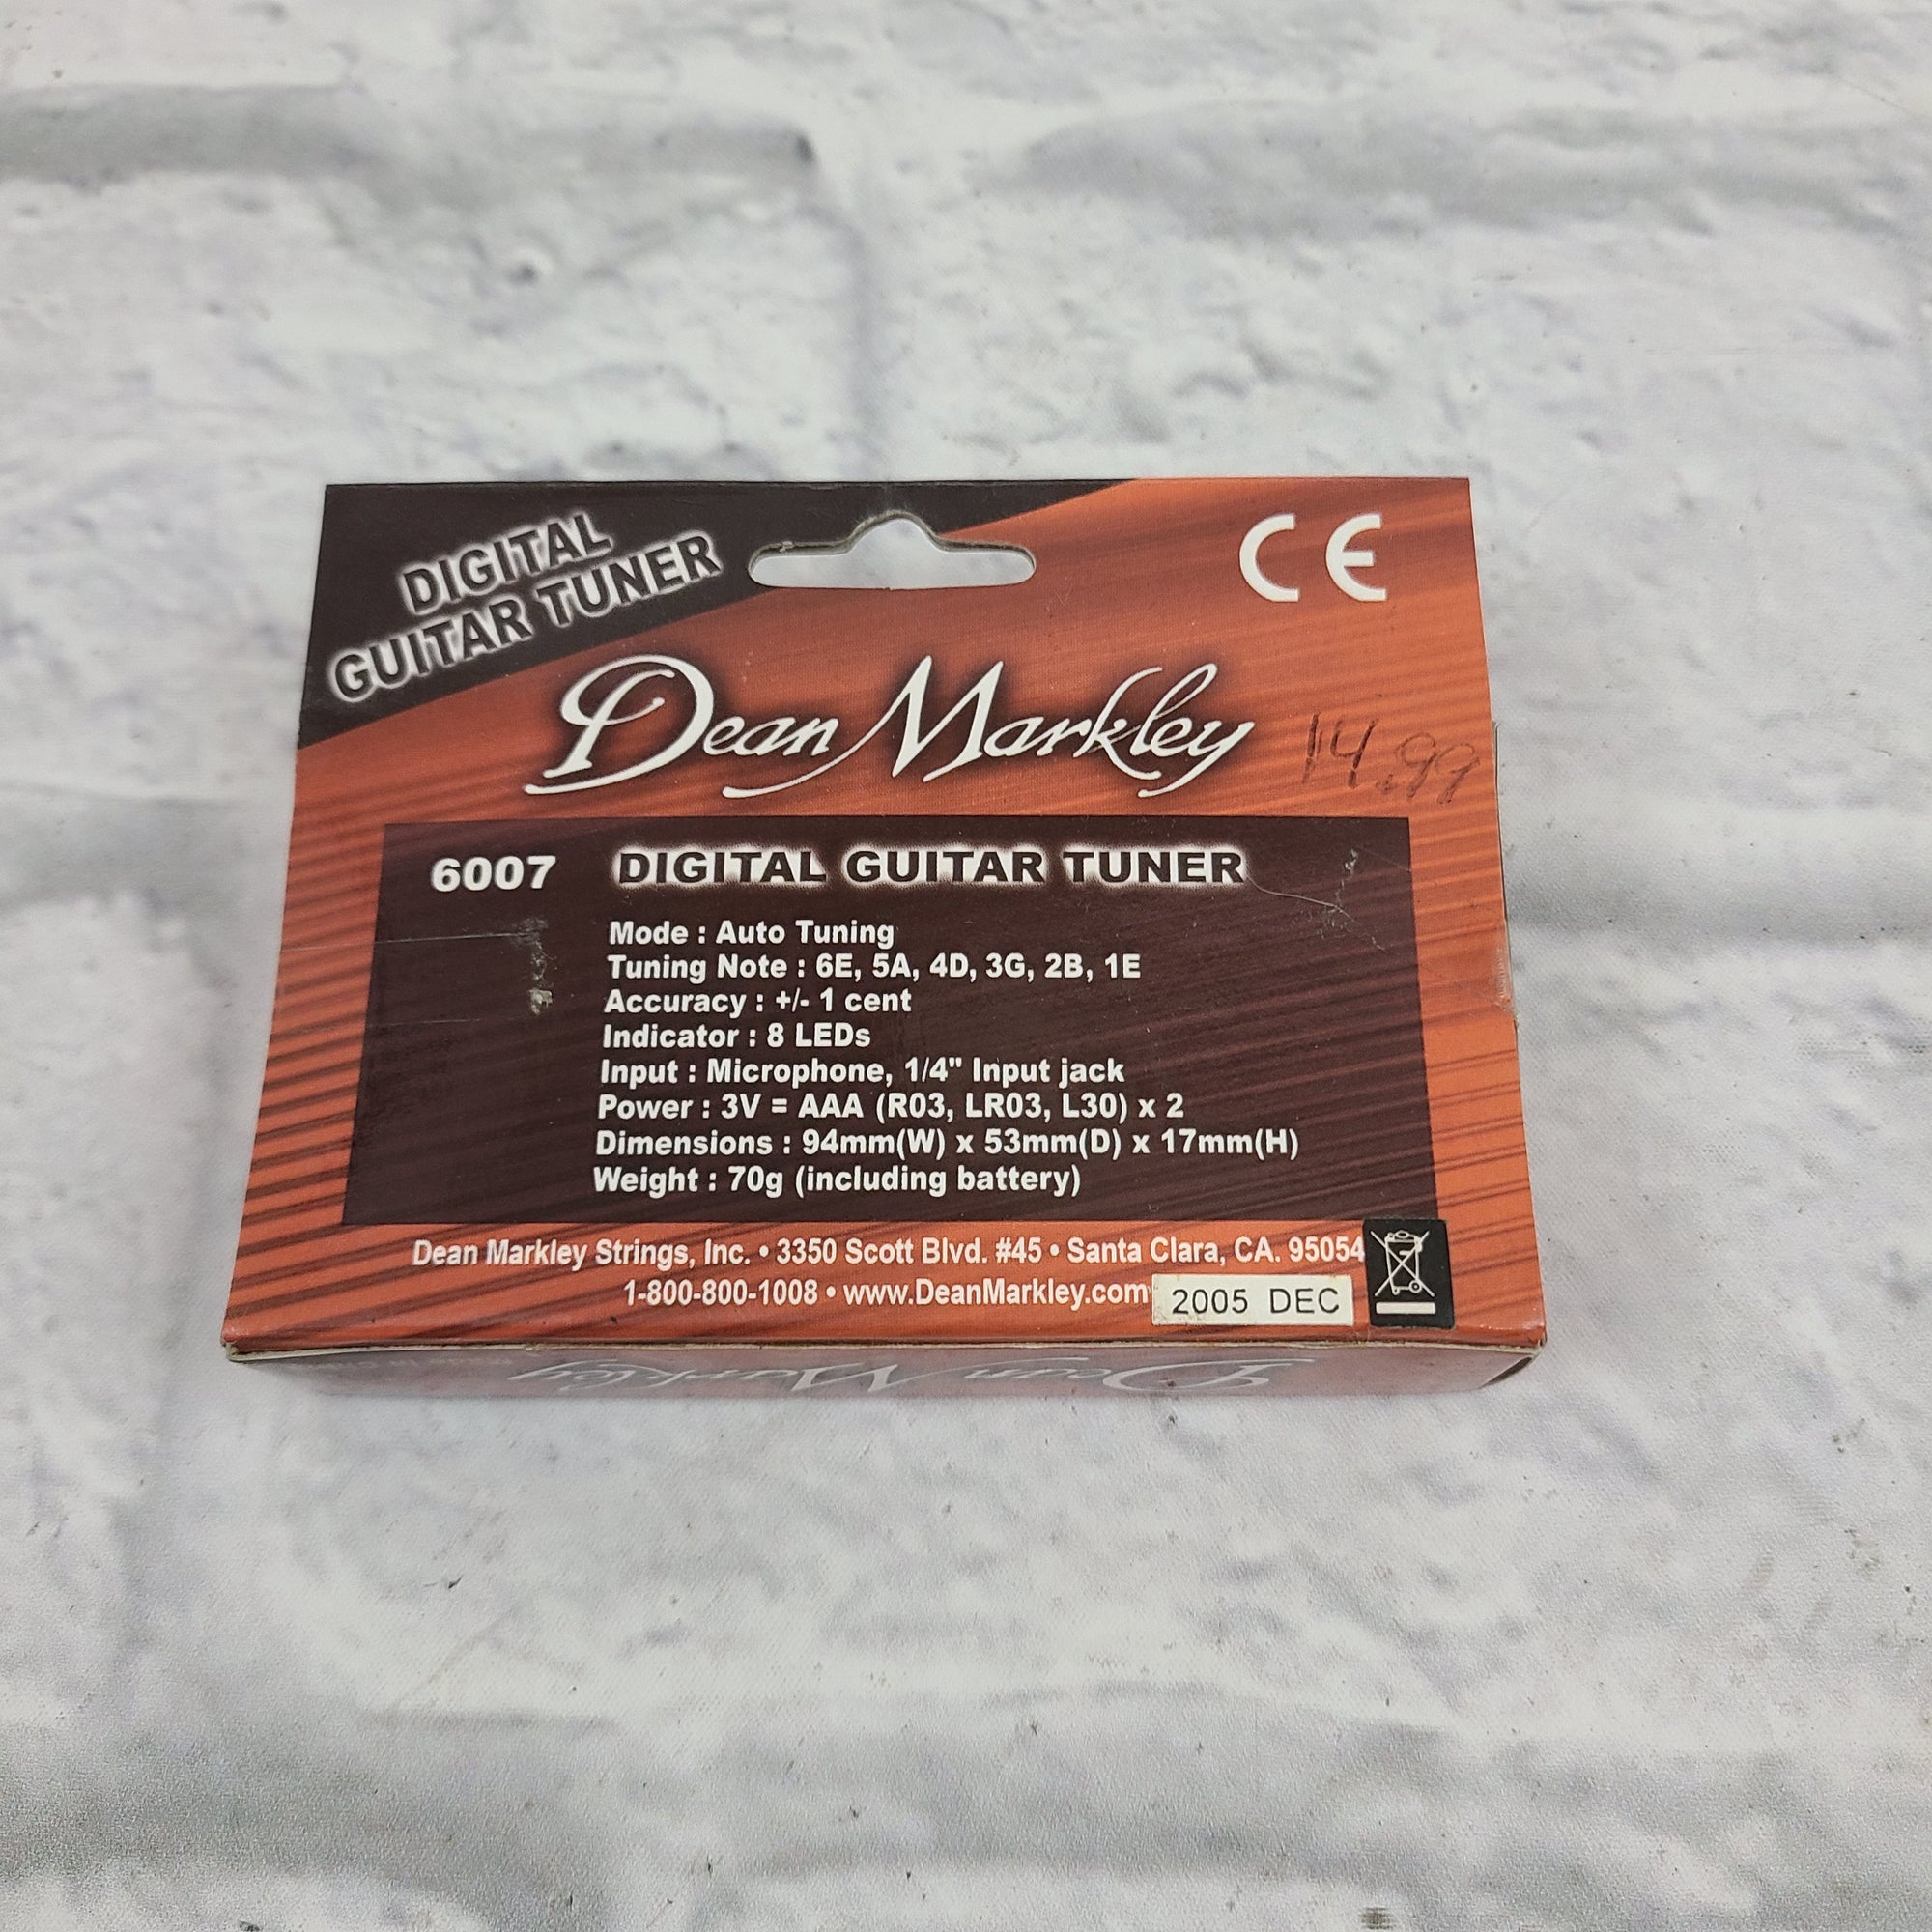 DIGITAL
GUITAR TUNER
CE
Dean Markley
14.99
6007 DIGITAL GUITAR TUNER
Mode : Auto Tuning
Tuning Note : 6E, 5A, 4D, 3G, 2B, 1E
Accuracy : +/- 1 cent
Indicator : 8 LEDs
Input : Microphone, 1/4" Input jack
Power : 3V = AAA (R03, LR03, L30) x 2
Dimensions : 94mm(W) x 53mm(D) x 17mm(H)
Weight : 70g (including battery)
Dean Markley Strings, Inc. • 3350 Scott Blvd. #45 • Santa Clara, CA. 95054
1-800-800-1008 • www.DeanMarkley.com
2005 DEC
Dean Markley